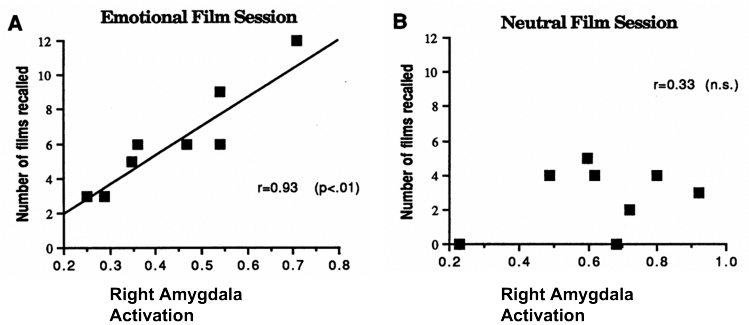 A
Emotional Film Session
Number of films recalled
12
10
8
6
4
2
0
r=0.93 (p<.01)
0.2 0.3 0.4 0.5 0.6 0.7 0.8
Right Amygdala
Activation
B
Neutral Film Session
Number of films recalled
12
10
8
6
4
2
0
r=0.33 (n.s.)
0.2 0.4 0.6 0.8 1.0
Right Amygdala
Activation